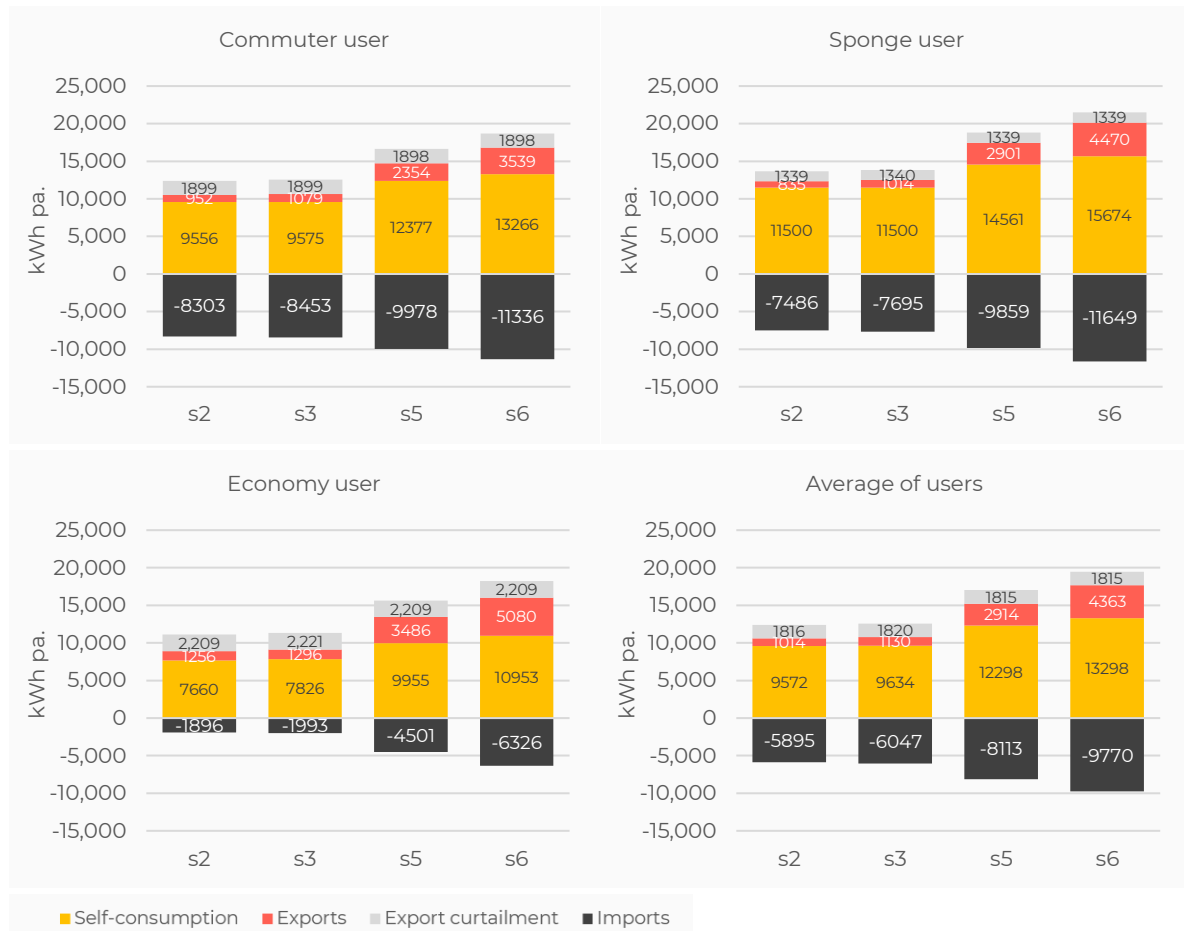 Commuter user
25,000
20,000
15,000
10,000
5,000
0
-5,000
-10,000
-15,000
kWh pa.
1899 1899 1898 1898
952 1079 2354 3539
9556 9575 12377 13266
-8303 -8453 -9978 -11336
s2 s3 s5 s6
Sponge user
25,000
20,000
15,000
10,000
5,000
0
-5,000
-10,000
-15,000
kWh pa.
1339 1340 1339 1339
835 1014 2901 4470
11500 11500 14561 15674
-7486 -7695 -9859 -11649
s2 s3 s5 s6
Economy user
25,000
20,000
15,000
10,000
5,000
0
-5,000
-10,000
-15,000
kWh pa.
2,209 2,221 2,209 2,209
1256 1296 3486 5080
7660 7826 9955 10953
-1896 -1993 -4501 -6326
s2 s3 s5 s6
Average of users
25,000
20,000
15,000
10,000
5,000
0
-5,000
-10,000
-15,000
kWh pa.
1816 1820 1815 1815
1014 1130 2914 4363
9572 9634 12298 13298
-5895 -6047 -8113 -9770
s2 s3 s5 s6
Self-consumption Exports Export curtailment Imports